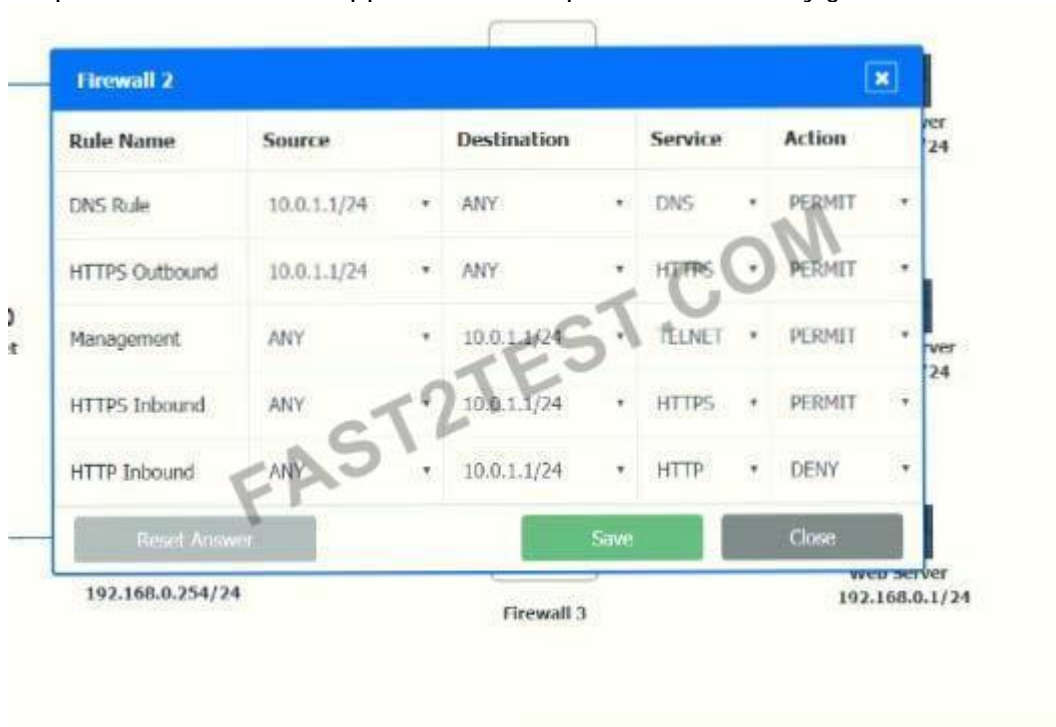 Firewall 2
Rule Name Source Destination Service Action
DNS Rule 10.0.1.1/24 ANY DNS PERMIT
HTTPS Outbound 10.0.1.1/24 ANY HTTPS PERMIT
Management ANY 10.0.1.1/24 TELNET PERMIT
HTTPS Inbound ANY 10.0.1.1/24 HTTPS PERMIT
HTTP Inbound ANY 10.0.1.1/24 HTTP DENY
FAST2TEST.COM
Reset Answer Save Close
192.168.0.254/24
Firewall 3
Web Server
192.168.0.1/24